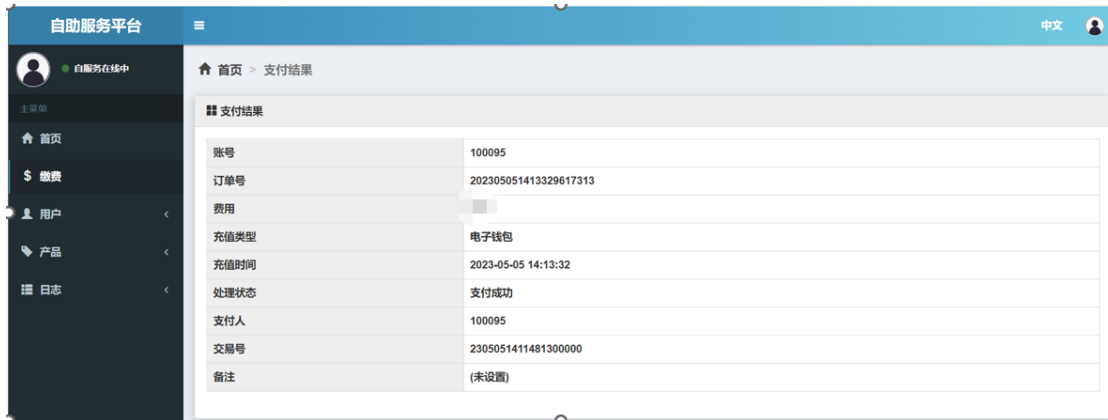 自助服务平台
中文
自服务在线中
首页 > 支付结果
主菜单
支付结果
首页
缴费
用户
产品
日志
账号 100095
订单号 202305051413329617313
费用
充值类型 电子钱包
充值时间 2023-05-05 14:13:32
处理状态 支付成功
支付人 100095
交易号 2305051411481300000
备注 (未设置)